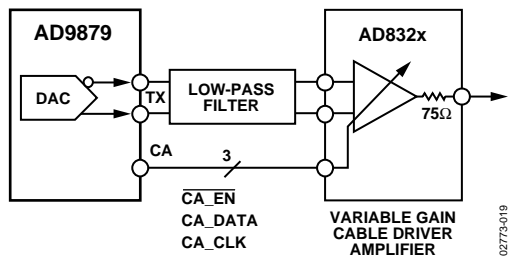 AD9879
AD832x
DAC
TX
LOW-PASS
FILTER
75Ω
CA
3
C̅A̅_̅E̅N̅
CA_DATA
CA_CLK
VARIABLE GAIN
CABLE DRIVER
AMPLIFIER
02773-019